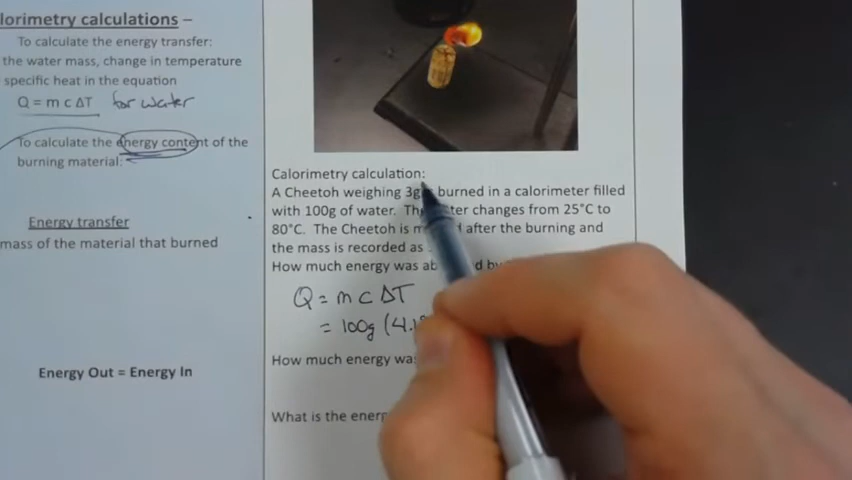 lorimetry calculations –
To calculate the energy transfer:
the water mass, change in temperature
specific heat in the equation
Q = m c ΔT for water
To calculate the energy content of the
burning material:
Energy transfer
mass of the material that burned
Energy Out = Energy In
Calorimetry calculation:
A Cheetoh weighing 3g burned in a calorimeter filled
with 100g of water. changes from 25°C to
80°C. The Cheetoh is after the burning and
the mass is recorded as
How much energy was
Q = m c ΔT
= 100g (4.1
How much energy
What is the